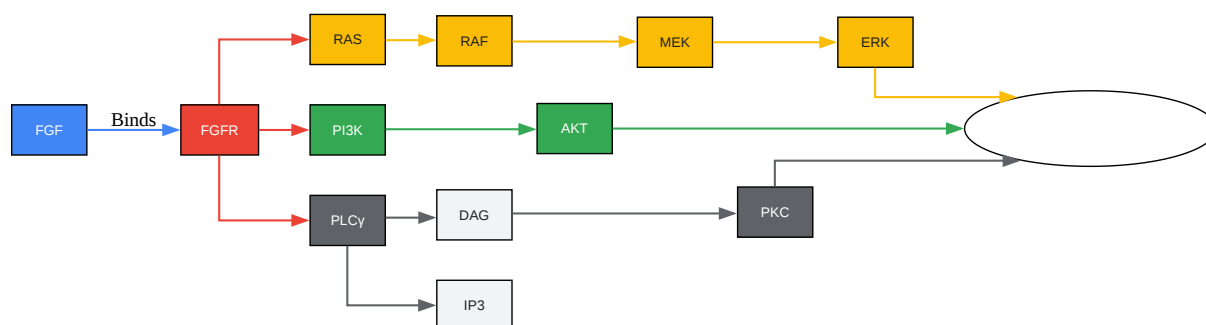 RAS
RAF
MEK
ERK
FGF
Binds
FGFR
PI3K
AKT
PLCγ
DAG
PKC
IP3